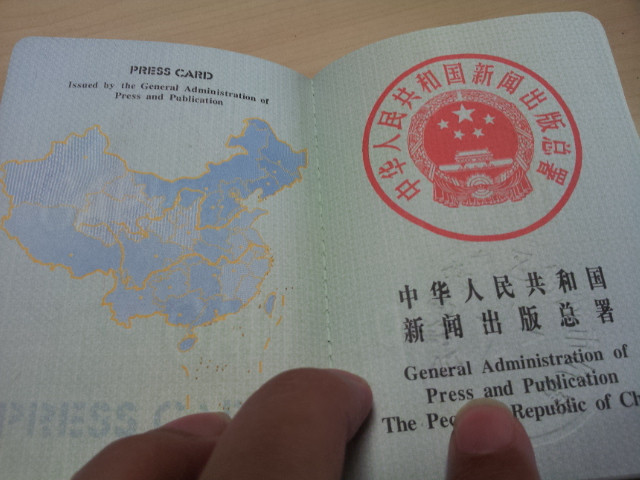 PRESS CARD
Issued by the General Administration of
Press and Publication
PRESS
中华人民共和国新闻出版总署
中华人民共和国
新闻出版总署
General Administration of
Press and Publication
The Republic of